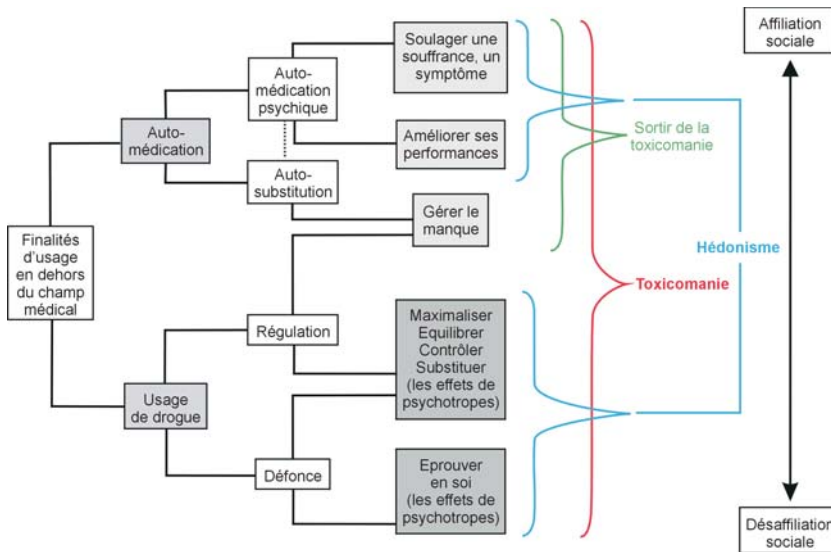 Finalités
d'usage
en dehors
du champ
médical
Auto-
médication
Usage
de drogue
Auto-
médication
psychique
Auto-
substitution
Régulation
Défonce
Soulager une
souffrance, un
symptôme
Améliorer ses
performances
Gérer le
manque
Maximaliser
Equilibrer
Contrôler
Substituer
(les effets de
psychotropes)
Eprouver
en soi
(les effets de
psychotropes)
Sortir de la
toxicomanie
Toxicomanie
Hédonisme
Affiliation
sociale
Désaffiliation
sociale